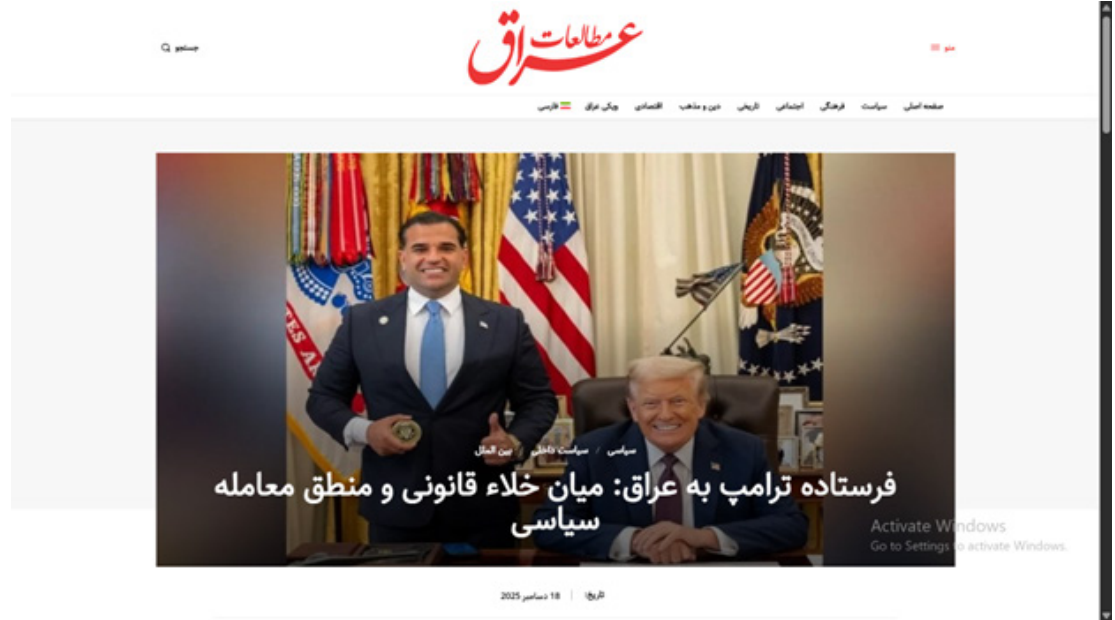 مطالعات
عراق
منو
جستجو
صفحه اصلی سیاست فرهنگی اجتماعی تاریخی دین و مذهب اقتصادی ویکی عراق فارسی
سیاسی / سیاست داخلی / بین الملل
فرستاده ترامپ به عراق: میان خلاء قانونی و منطق معامله
سیاسی
Activate Windows
Go to Settings to activate Windows.
تاریخ: | 18 دسامبر 2025